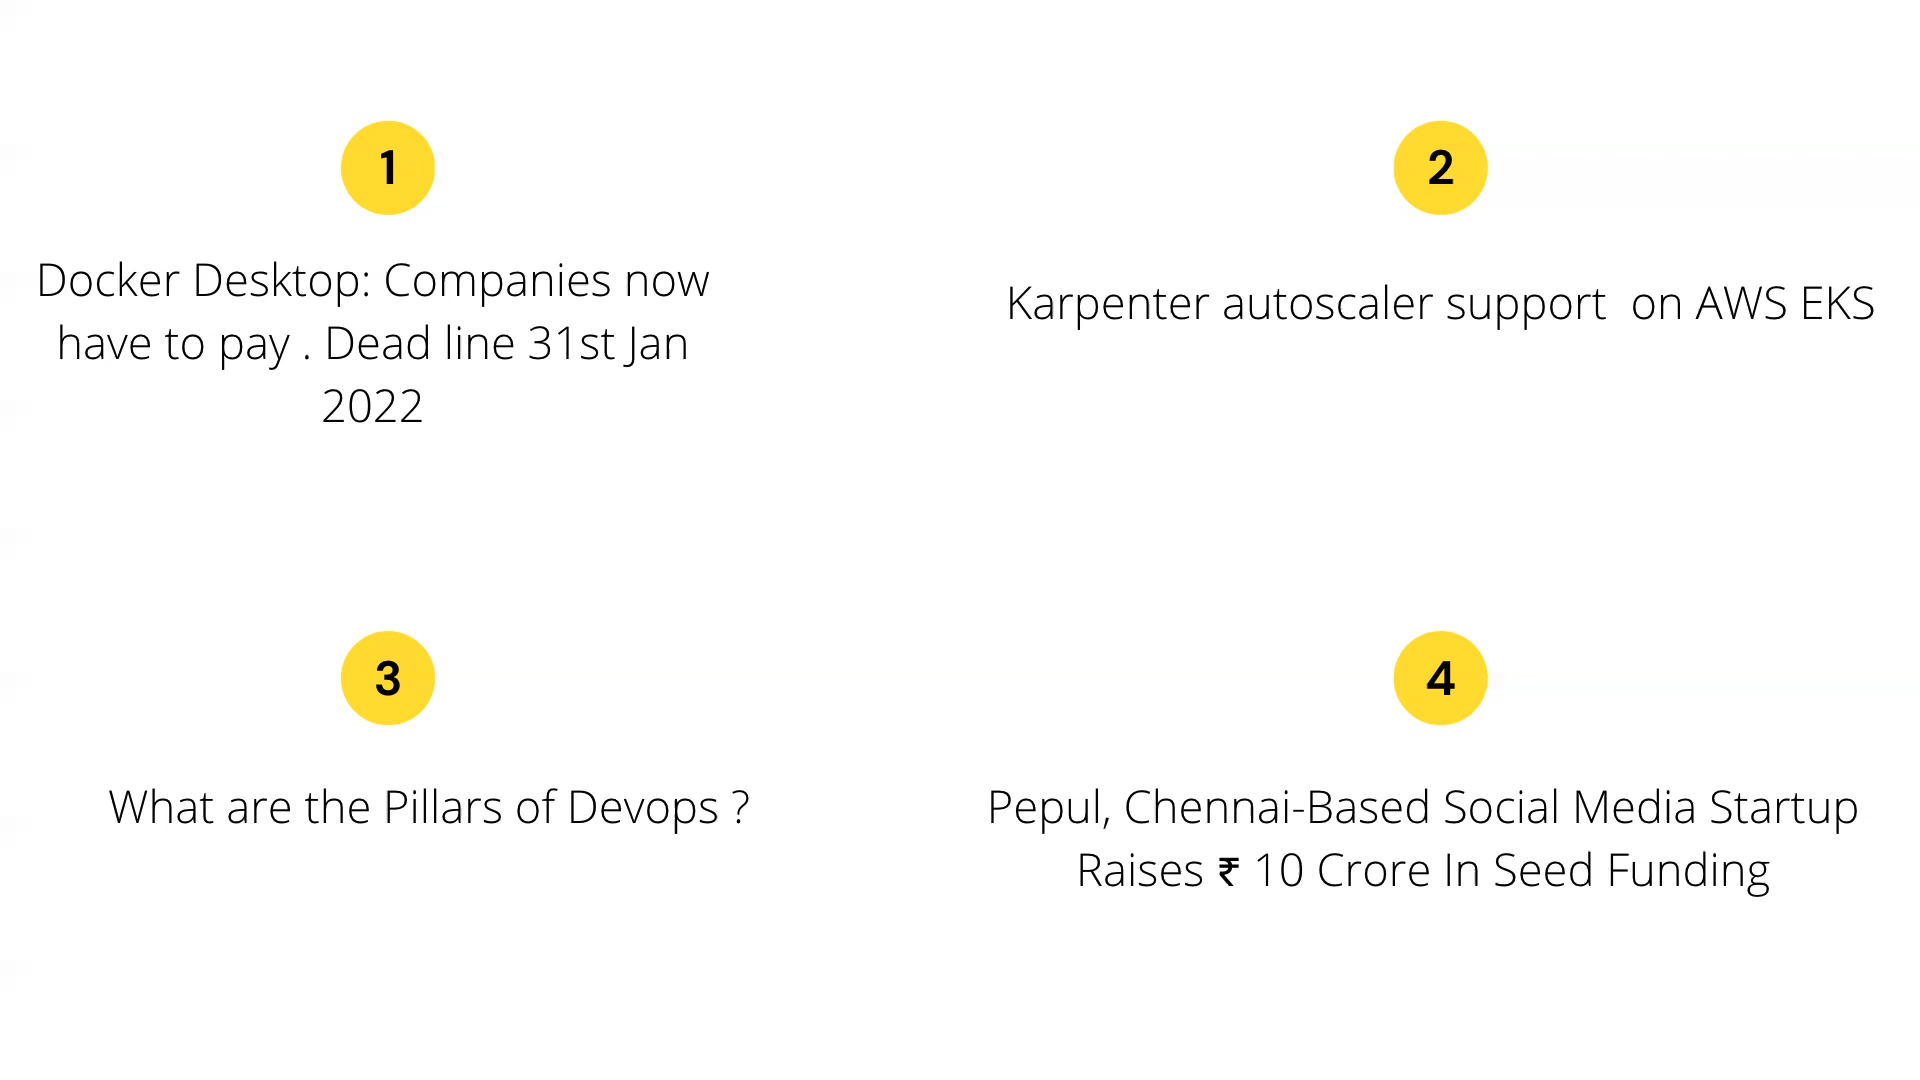 1
Docker Desktop: Companies now
have to pay . Dead line 31st Jan
2022
2
Karpenter autoscaler support  on AWS EKS
3
What are the Pillars of Devops ?
4
Pepul, Chennai-Based Social Media Startup
Raises ₹ 10 Crore In Seed Funding